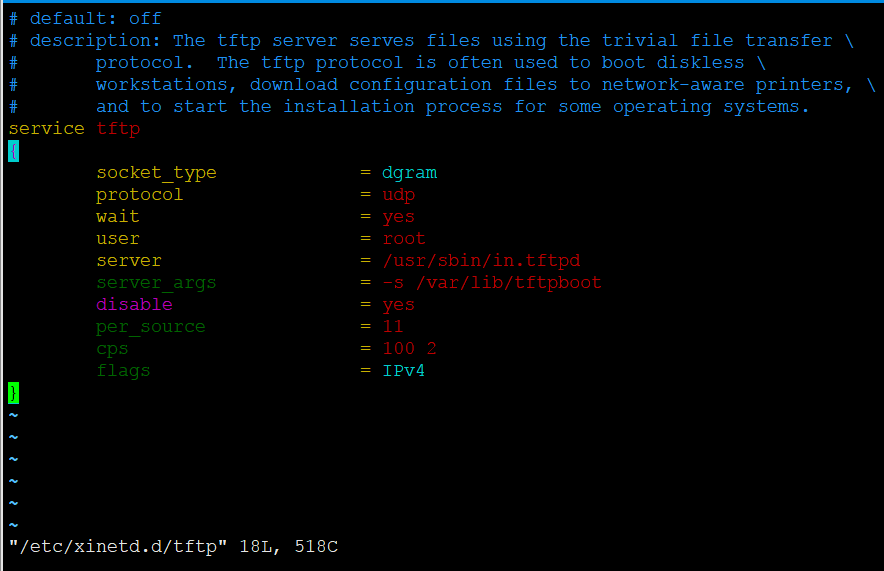 # default: off
# description: The tftp server serves files using the trivial file transfer \
#       protocol.  The tftp protocol is often used to boot diskless \
#       workstations, download configuration files to network-aware printers, \
#       and to start the installation process for some operating systems.
service tftp
{
        socket_type             = dgram
        protocol                = udp
        wait                    = yes
        user                    = root
        server                  = /usr/sbin/in.tftpd
        server_args             = -s /var/lib/tftpboot
        disable                 = yes
        per_source              = 11
        cps                     = 100 2
        flags                   = IPv4
}
~
~
~
~
~
~
"/etc/xinetd.d/tftp" 18L, 518C